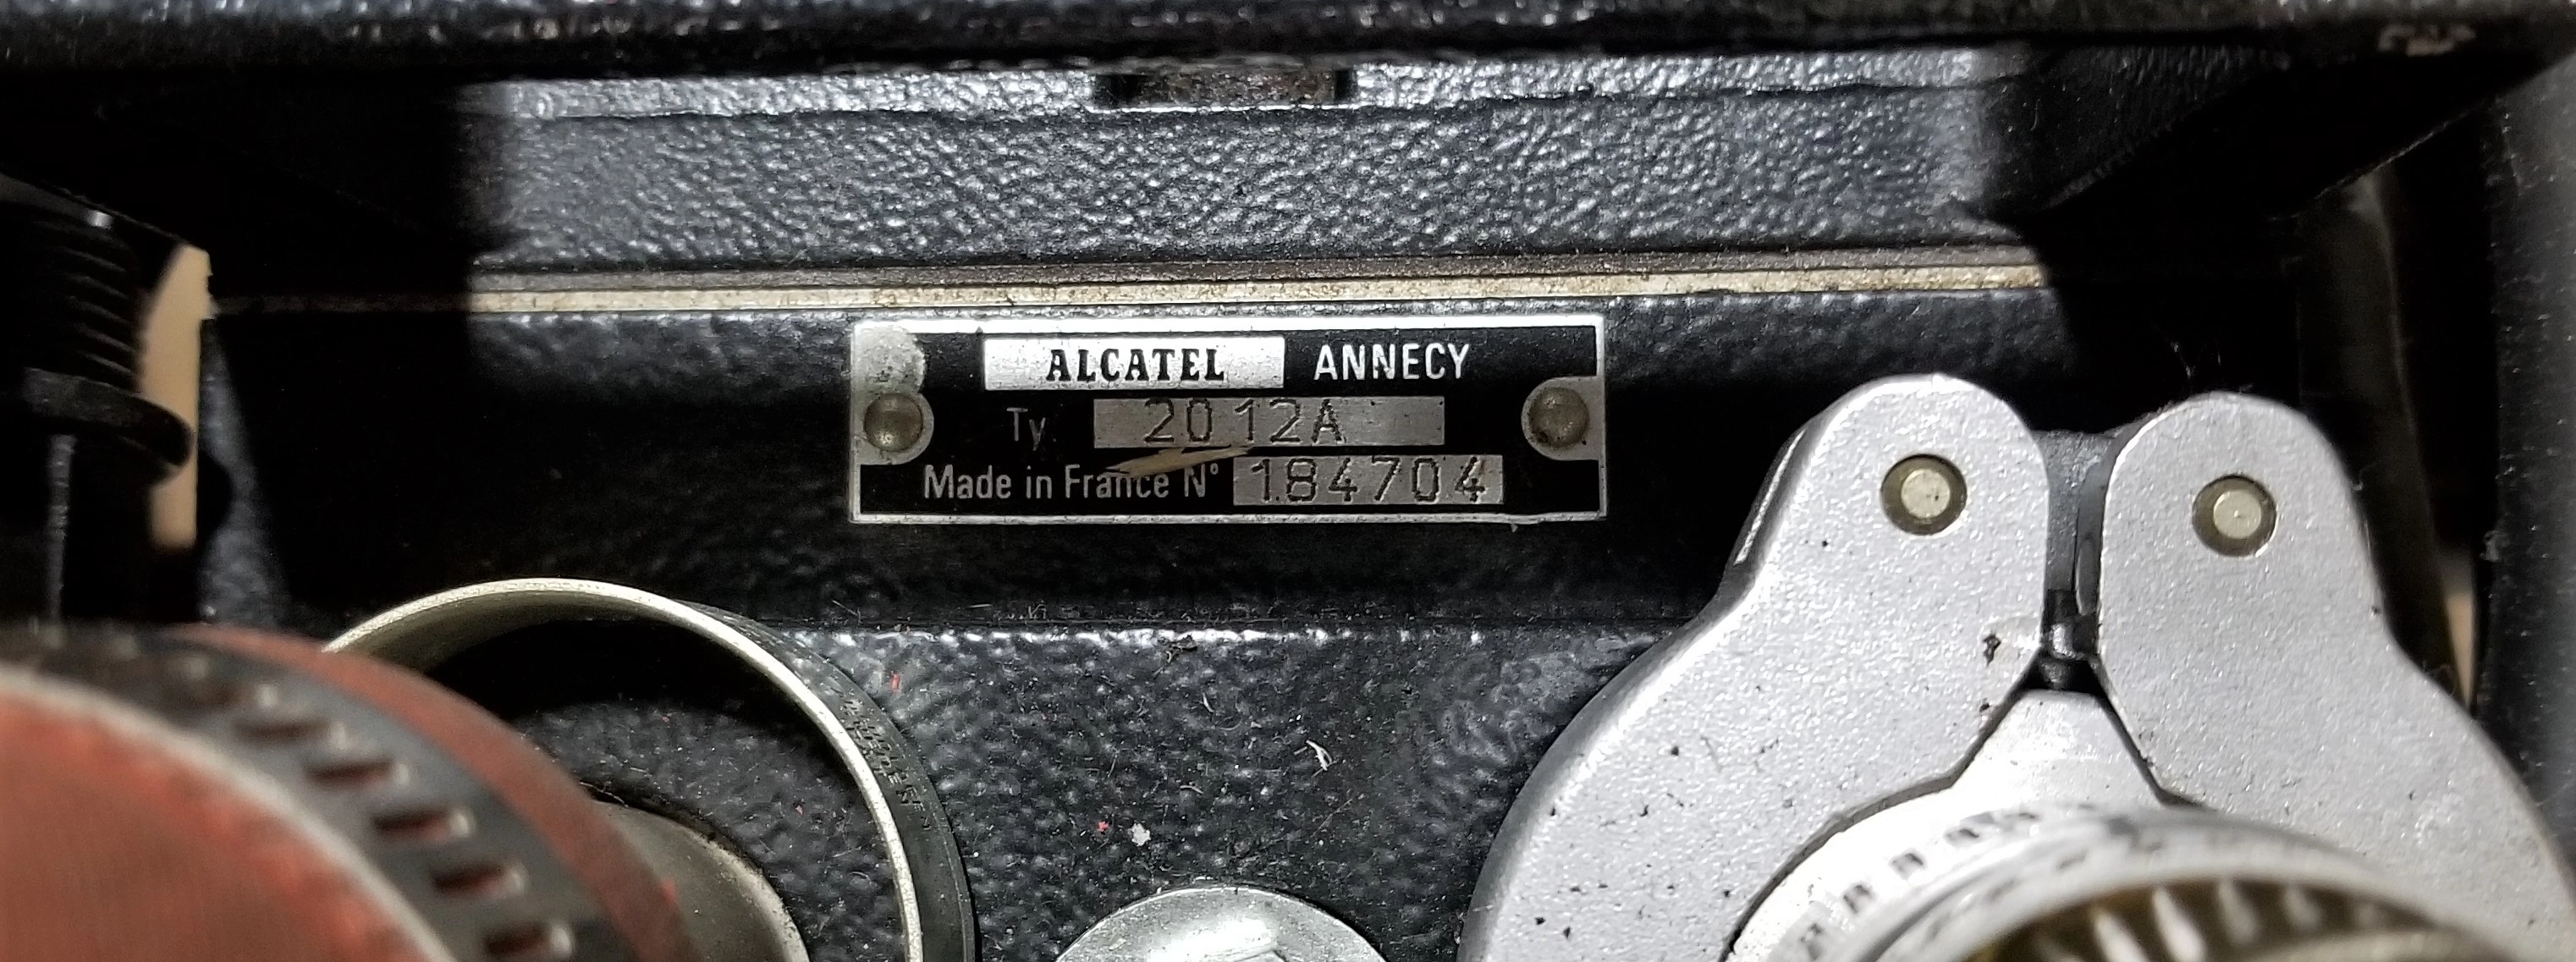 ALCATEL ANNECY
Ty 2012A
Made in France N° 184704